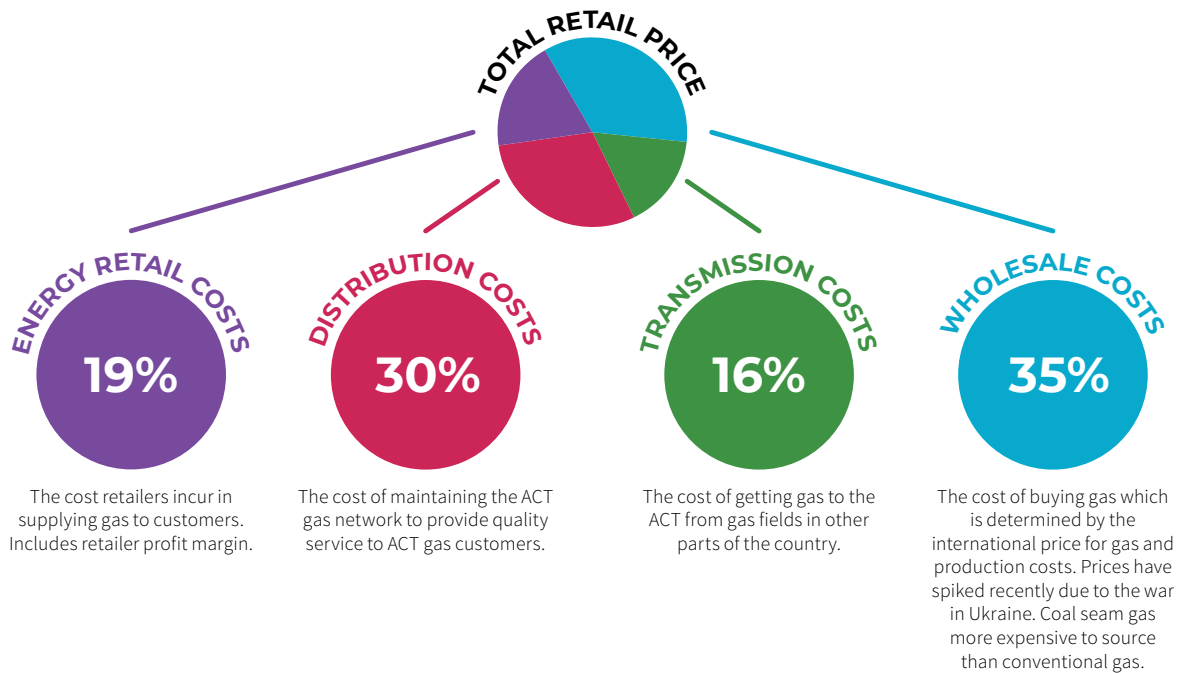 TOTAL RETAIL PRICE
ENERGY RETAIL COSTS
19%
The cost retailers incur in
supplying gas to customers.
Includes retailer profit margin.
DISTRIBUTION COSTS
30%
The cost of maintaining the ACT
gas network to provide quality
service to ACT gas customers.
TRANSMISSION COSTS
16%
The cost of getting gas to the
ACT from gas fields in other
parts of the country.
WHOLESALE COSTS
35%
The cost of buying gas which
is determined by the
international price for gas and
production costs. Prices have
spiked recently due to the war
in Ukraine. Coal seam gas
more expensive to source
than conventional gas.